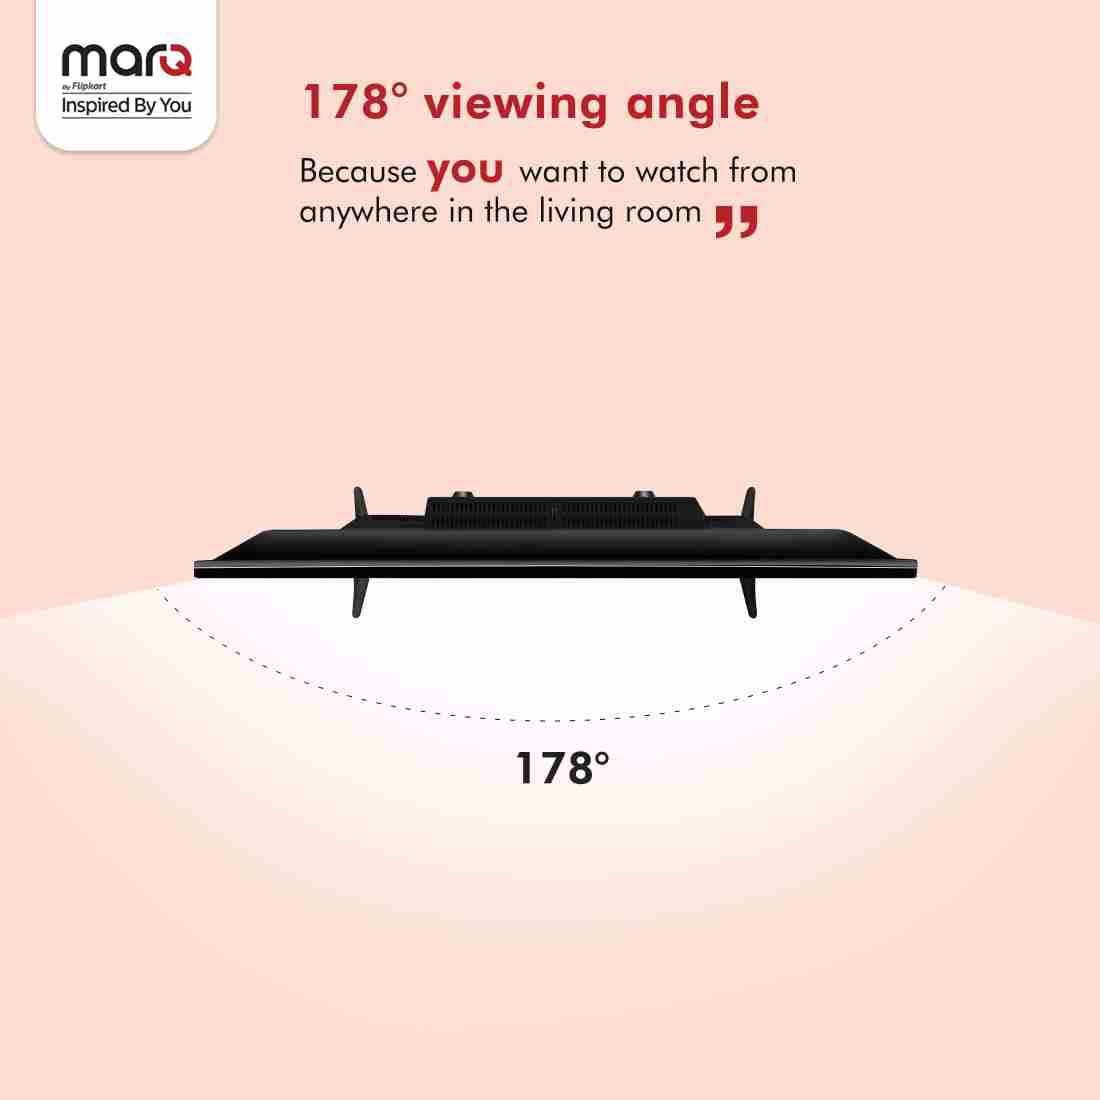 marQ
By Flipkart
Inspired By You
178° viewing angle
Because you want to watch from
anywhere in the living room ”
178°